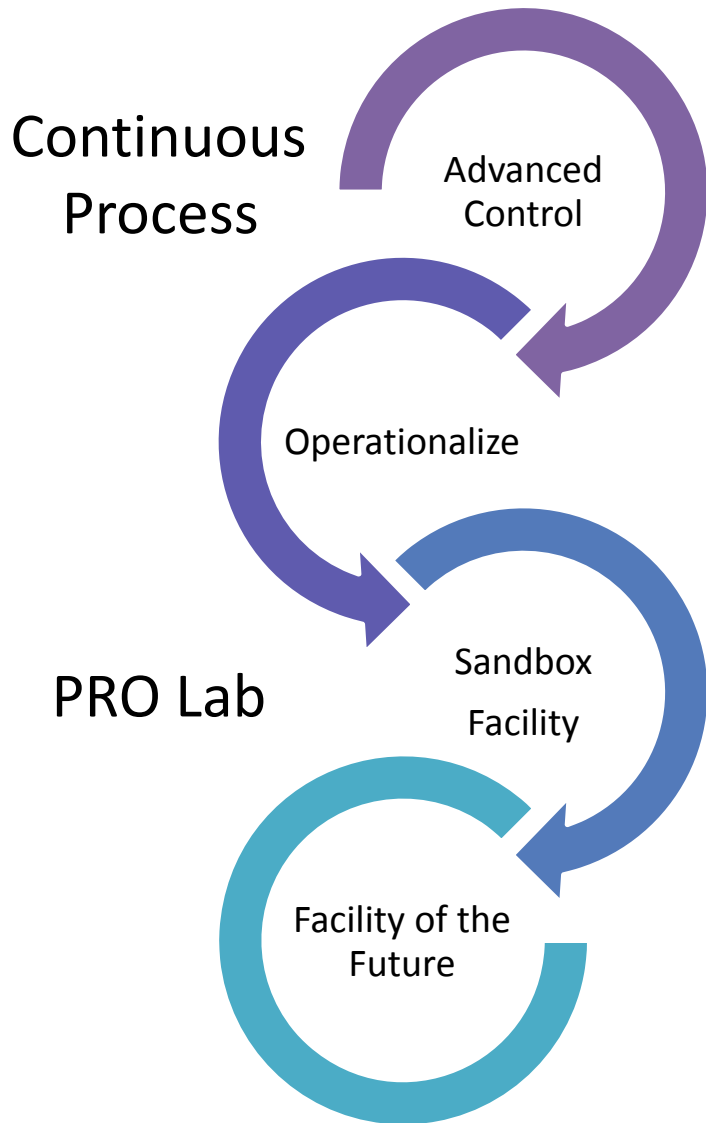 Continuous
Process
Advanced
Control
Operationalize
PRO Lab
Sandbox
Facility
Facility of the
Future